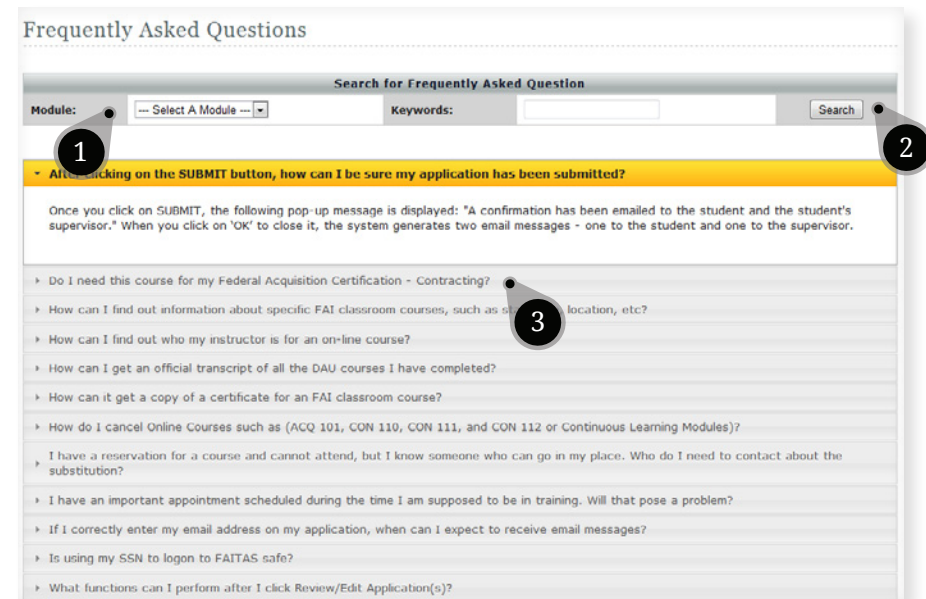 Frequently Asked Questions
Search for Frequently Asked Question
Module: --- Select A Module --- Keywords: Search
1
2
After clicking on the SUBMIT button, how can I be sure my application has been submitted?
Once you click on SUBMIT, the following pop-up message is displayed: "A confirmation has been emailed to the student and the student's
supervisor." When you click on 'OK' to close it, the system generates two email messages - one to the student and one to the supervisor.
Do I need this course for my Federal Acquisition Certification - Contracting?
3
How can I find out information about specific FAI classroom courses, such as location, etc?
How can I find out who my instructor is for an on-line course?
How can I get an official transcript of all the DAU courses I have completed?
How can it get a copy of a certificate for an FAI classroom course?
How do I cancel Online Courses such as (ACQ 101, CON 110, CON 111, and CON 112 or Continuous Learning Modules)?
I have a reservation for a course and cannot attend, but I know someone who can go in my place. Who do I need to contact about the
substitution?
I have an important appointment scheduled during the time I am supposed to be in training. Will that pose a problem?
If I correctly enter my email address on my application, when can I expect to receive email messages?
Is using my SSN to logon to FAITAS safe?
What functions can I perform after I click Review/Edit Application(s)?